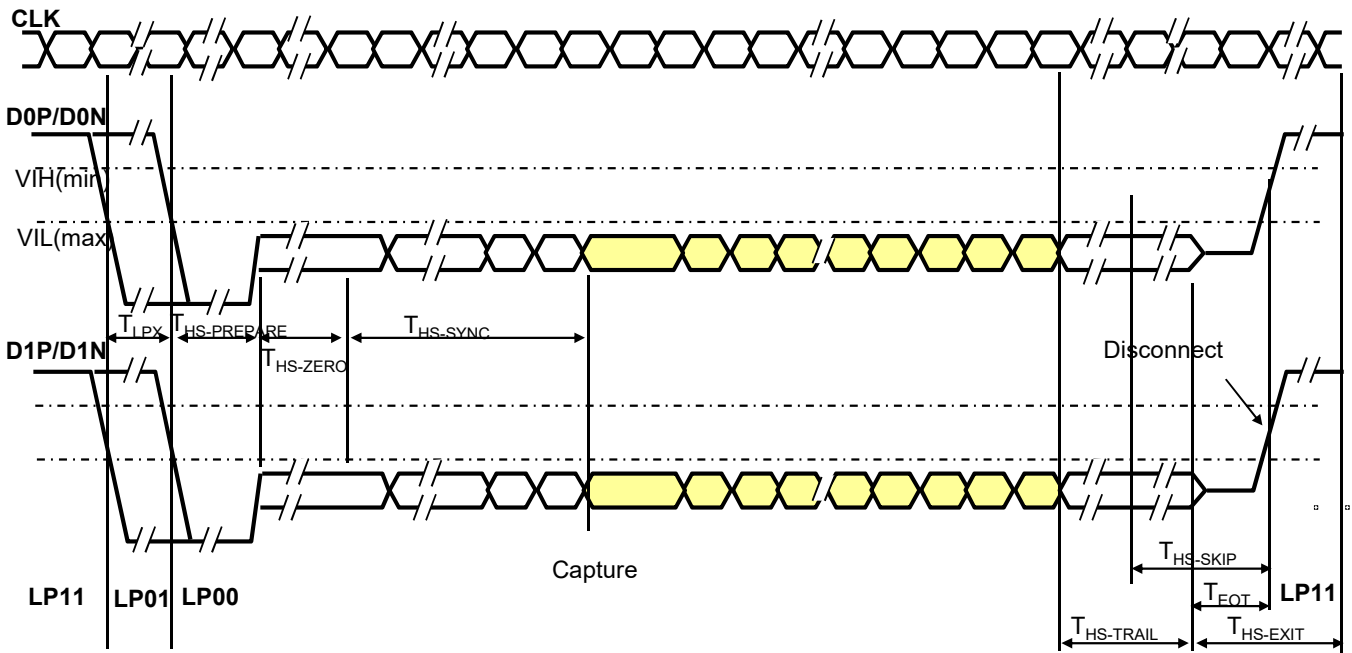 CLK
D0P/D0N
VIH(min)
VIL(max)
TLPX
THS-PREPARE
THS-ZERO
THS-SYNC
D1P/D1N
Disconnect
Capture
THS-SKIP
TEOT
LP11
LP01
LP00
LP11
THS-TRAIL
THS-EXIT